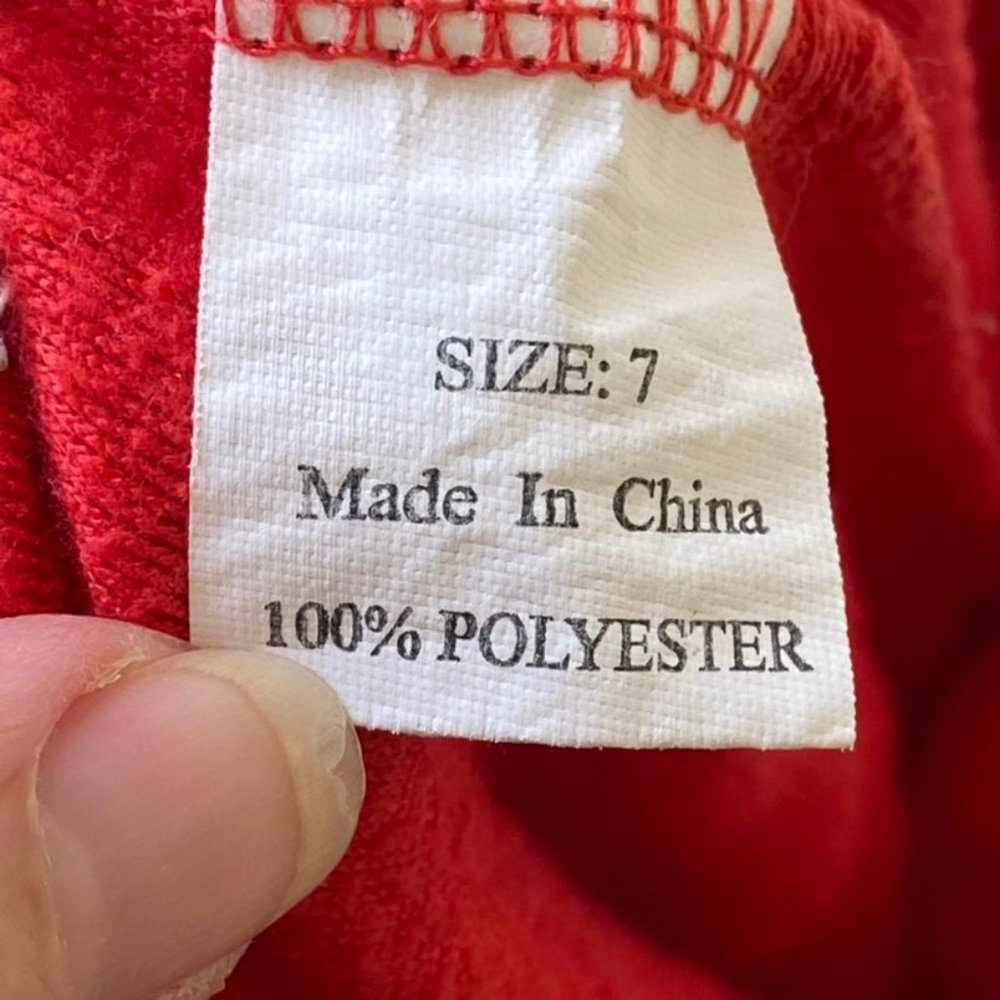 SIZE: 7
Made In China
100% POLYESTER